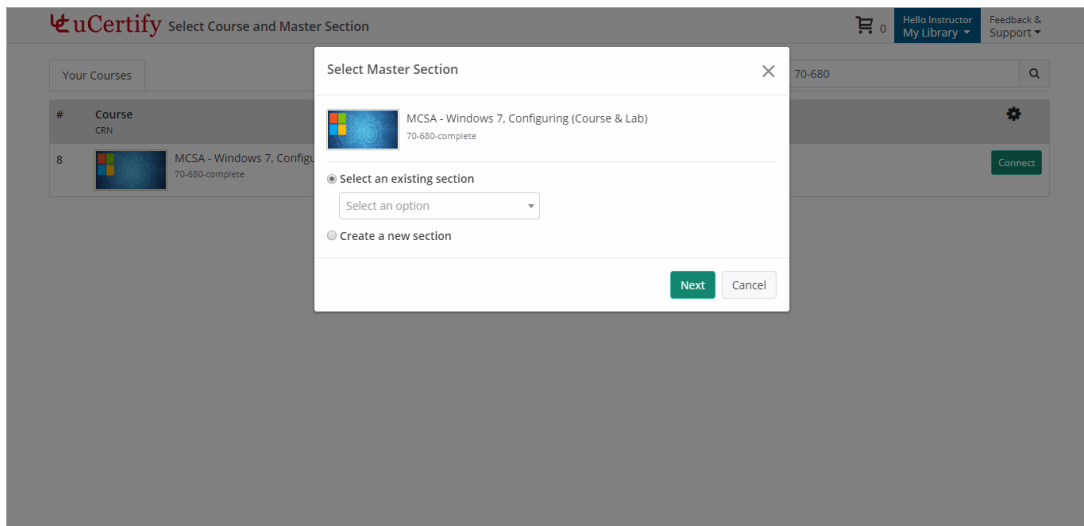 uCertify Select Course and Master Section
0
Hello Instructor
My Library
Feedback &
Support
Your Courses
70-680
# Course
CRN
8 MCSA - Windows 7, Configu
70-680-complete
Connect
Select Master Section
MCSA - Windows 7, Configuring (Course & Lab)
70-680-complete
Select an existing section
Select an option
Create a new section
Next Cancel